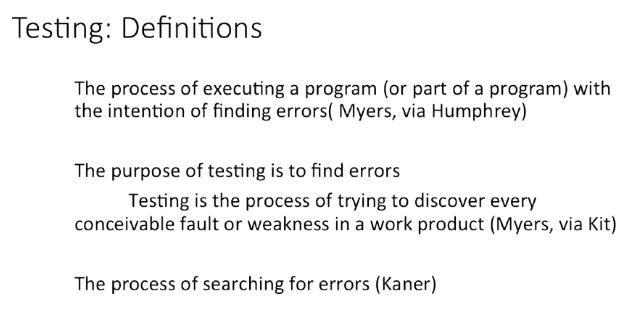 Testing: Definitions
The process of executing a program (or part of a program) with
the intention of finding errors( Myers, via Humphrey)
The purpose of testing is to find errors
Testing is the process of trying to discover every
conceivable fault or weakness in a work product (Myers, via Kit)
The process of searching for errors (Kaner)